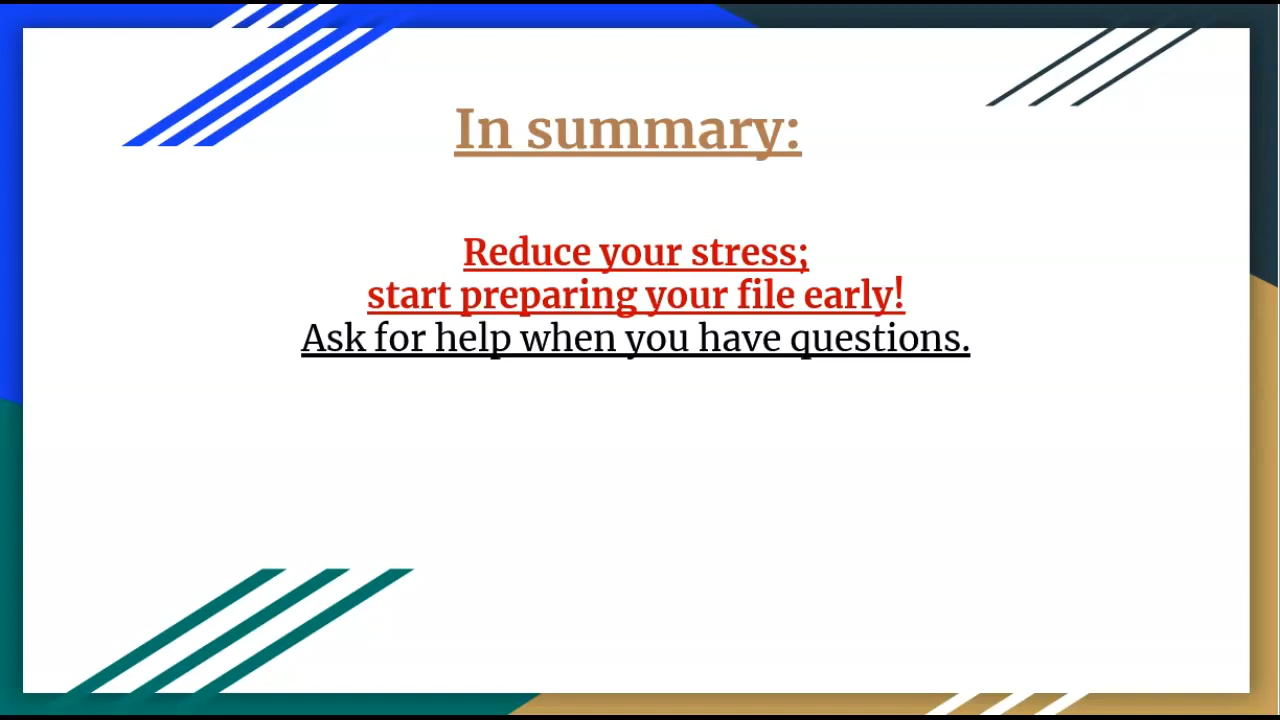 In summary:
Reduce your stress;
start preparing your file early!
Ask for help when you have questions.